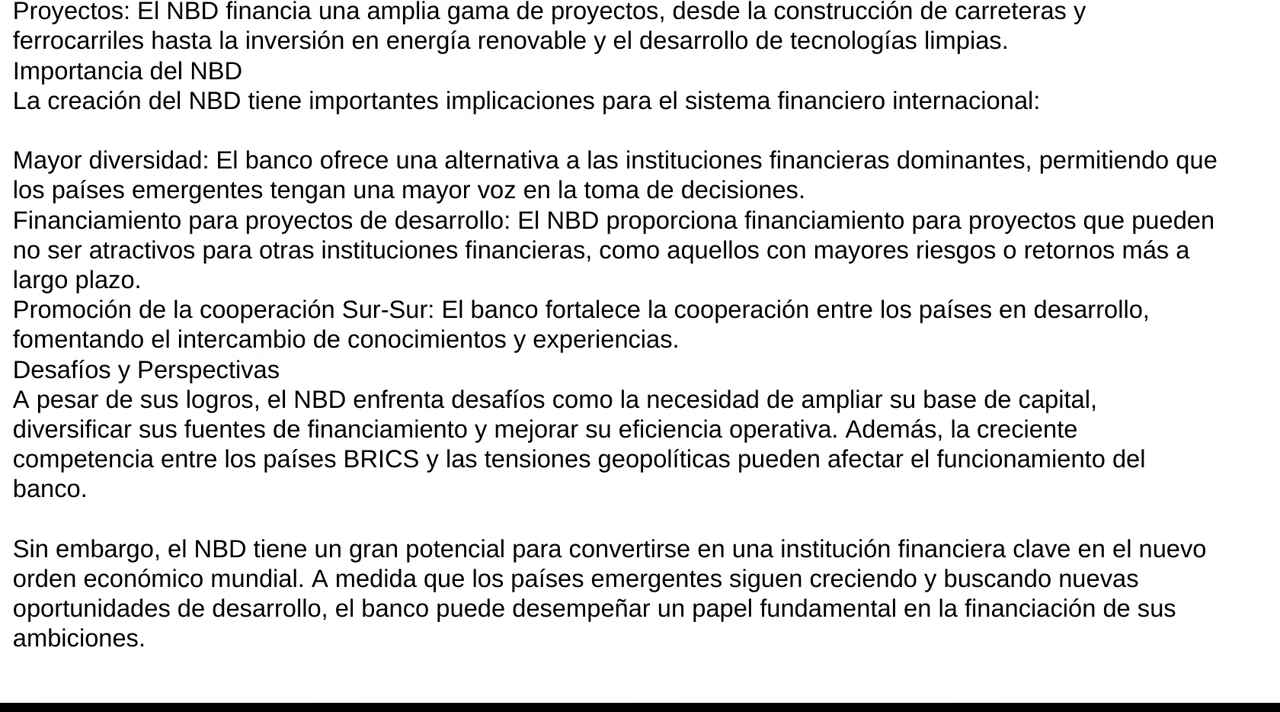 Proyectos: El NBD financia una amplia gama de proyectos, desde la construcción de carreteras y
ferrocarriles hasta la inversión en energía renovable y el desarrollo de tecnologías limpias.
Importancia del NBD
La creación del NBD tiene importantes implicaciones para el sistema financiero internacional:
Mayor diversidad: El banco ofrece una alternativa a las instituciones financieras dominantes, permitiendo que
los países emergentes tengan una mayor voz en la toma de decisiones.
Financiamiento para proyectos de desarrollo: El NBD proporciona financiamiento para proyectos que pueden
no ser atractivos para otras instituciones financieras, como aquellos con mayores riesgos o retornos más a
largo plazo.
Promoción de la cooperación Sur-Sur: El banco fortalece la cooperación entre los países en desarrollo,
fomentando el intercambio de conocimientos y experiencias.
Desafíos y Perspectivas
A pesar de sus logros, el NBD enfrenta desafíos como la necesidad de ampliar su base de capital,
diversificar sus fuentes de financiamiento y mejorar su eficiencia operativa. Además, la creciente
competencia entre los países BRICS y las tensiones geopolíticas pueden afectar el funcionamiento del
banco.
Sin embargo, el NBD tiene un gran potencial para convertirse en una institución financiera clave en el nuevo
orden económico mundial. A medida que los países emergentes siguen creciendo y buscando nuevas
oportunidades de desarrollo, el banco puede desempeñar un papel fundamental en la financiación de sus
ambiciones.